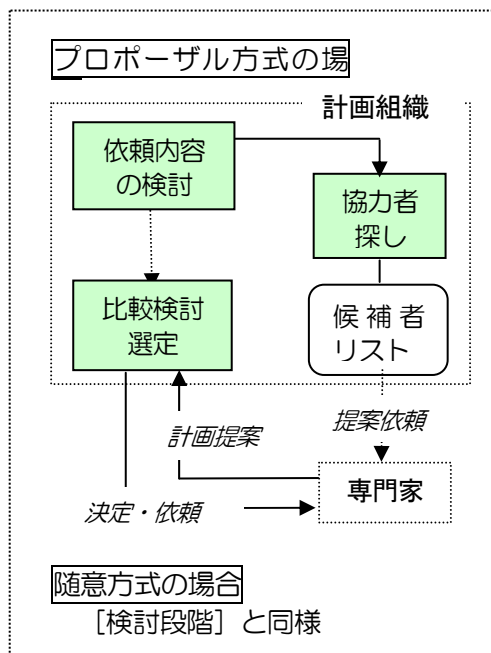 プロポーザル方式の場
計画組織
依頼内容
の検討
協力者
探し
比較検討
選定
候補者
リスト
計画提案
提案依頼
専門家
決定・依頼
随意方式の場合
［検討段階］と同様